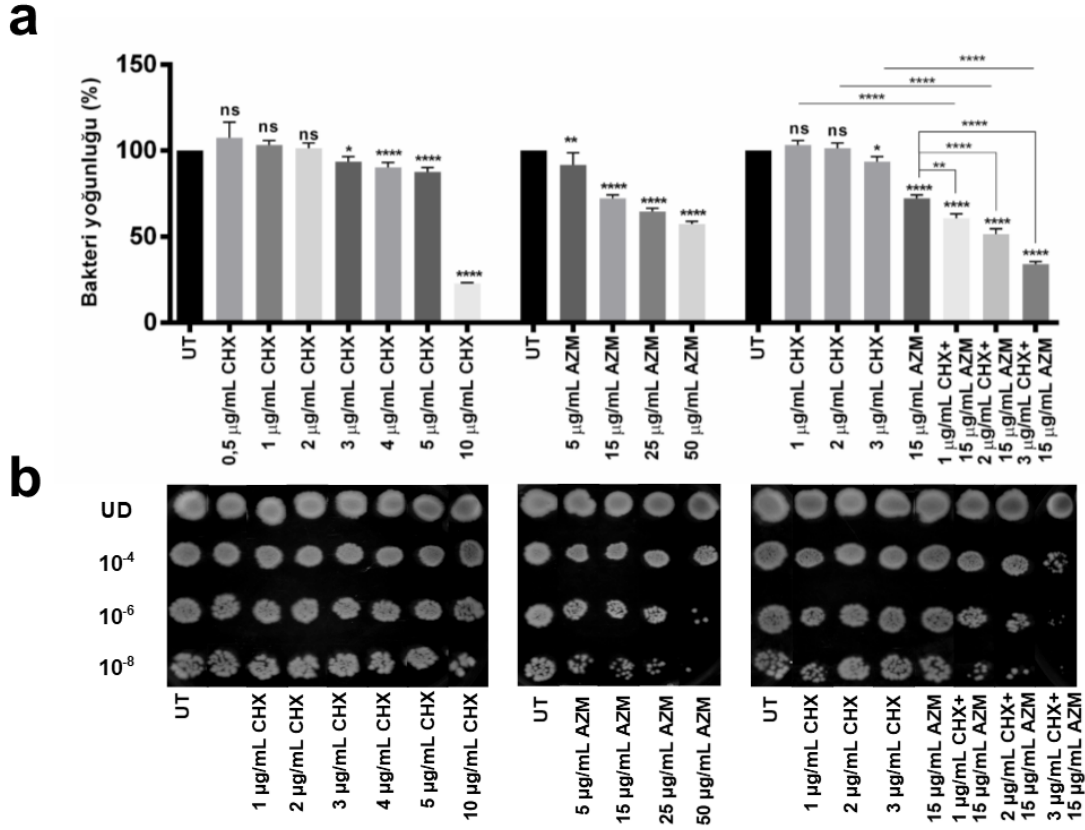 a
Bakteri yoğunluğu (%)
150
100
50
0
ns
ns
ns
*
****
****
****
**
****
****
****
ns
ns
*
****
****
****
****
****
****
****
**
****
****
UT
0,5 µg/mL CHX
1 µg/mL CHX
2 µg/mL CHX
3 µg/mL CHX
4 µg/mL CHX
5 µg/mL CHX
10 µg/mL CHX
UT
5 µg/mL AZM
15 µg/mL AZM
25 µg/mL AZM
50 µg/mL AZM
UT
1 µg/mL CHX
2 µg/mL CHX
3 µg/mL CHX
15 µg/mL AZM
1 µg/mL CHX+
15 µg/mL AZM
2 µg/mL CHX+
15 µg/mL AZM
3 µg/mL CHX+
15 µg/mL AZM
b
UD
10-4
10-6
10-8
UT
1 µg/mL CHX
2 µg/mL CHX
3 µg/mL CHX
4 µg/mL CHX
5 µg/mL CHX
10 µg/mL CHX
UT
5 µg/mL AZM
15 µg/mL AZM
25 µg/mL AZM
50 µg/mL AZM
UT
1 µg/mL CHX
2 µg/mL CHX
3 µg/mL CHX
15 µg/mL AZM
1 µg/mL CHX+
15 µg/mL AZM
2 µg/mL CHX+
15 µg/mL AZM
3 µg/mL CHX+
15 µg/mL AZM